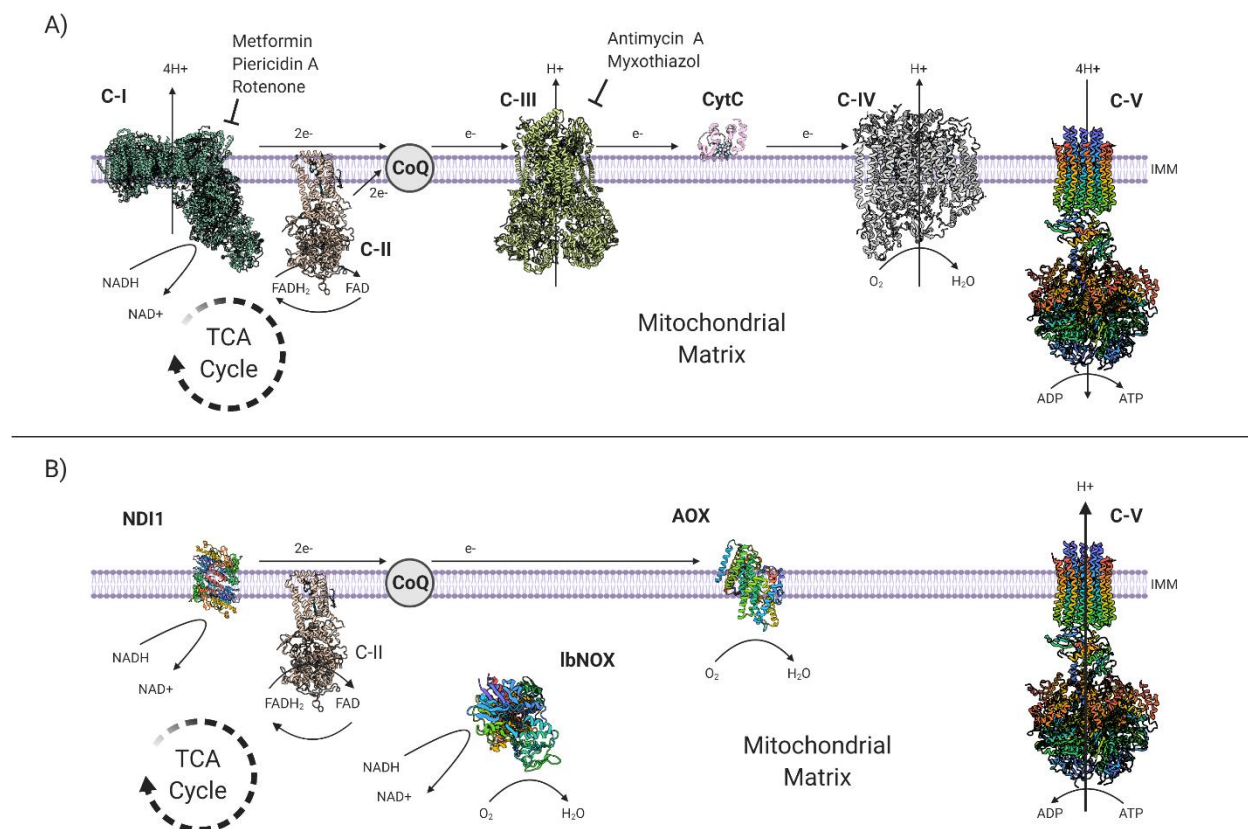 A)
Metformin
Piericidin A
Rotenone
Antimycin A
Myxothiazol
C-I
4H+
C-III
H+
CytC
C-IV
H+
4H+
C-V
2e-
CoQ
e-
e-
e-
IMM
2e-
C-II
NADH
NAD+
FADH₂
FAD
O₂
H₂O
TCA
Cycle
Mitochondrial
Matrix
ADP
ATP
B)
NDI1
AOX
H+
C-V
2e-
CoQ
e-
IMM
C-II
NADH
NAD+
FADH₂
FAD
lbNOX
O₂
H₂O
TCA
Cycle
NADH
NAD+
O₂
H₂O
Mitochondrial
Matrix
ADP
ATP